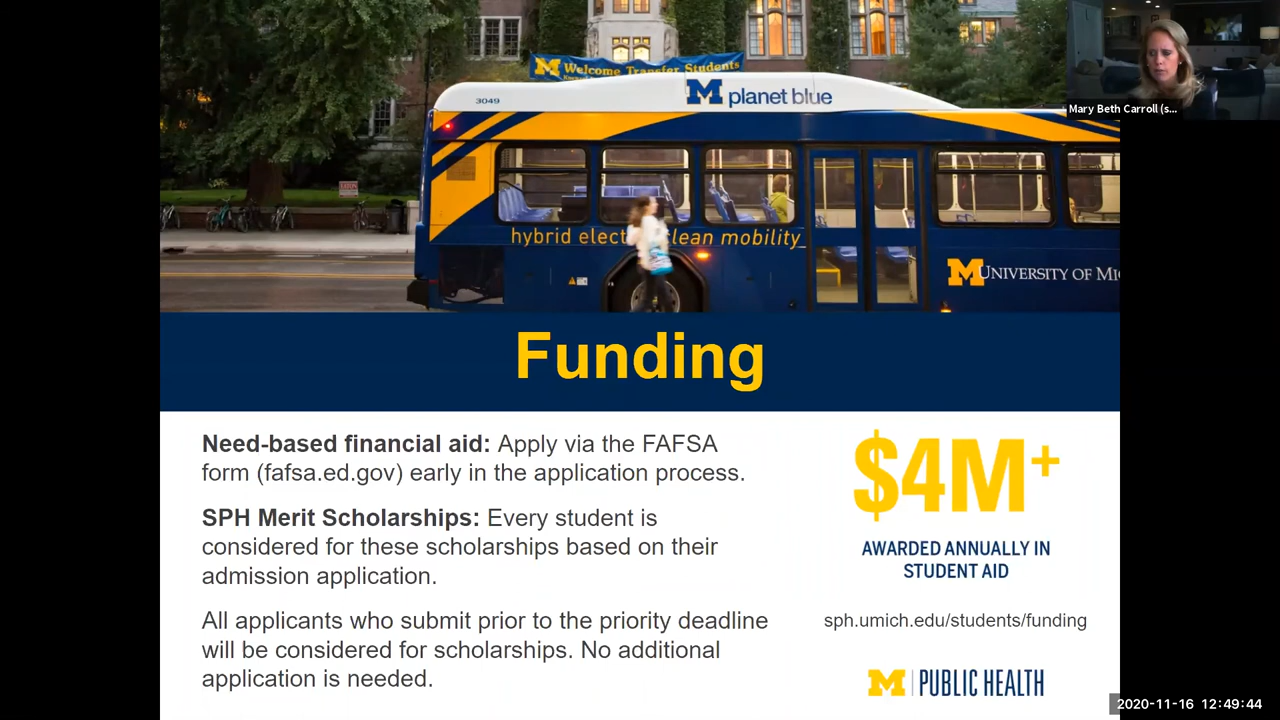 M Welcome Transfer Students
3049
M planet blue
Mary Beth Carroll (s...
hybrid elect lean mobility
M UNIVERSITY OF MIC
Funding
Need-based financial aid: Apply via the FAFSA
form (fafsa.ed.gov) early in the application process.
SPH Merit Scholarships: Every student is
considered for these scholarships based on their
admission application.
All applicants who submit prior to the priority deadline
will be considered for scholarships. No additional
application is needed.
$4M+
AWARDED ANNUALLY IN
STUDENT AID
sph.umich.edu/students/funding
M | PUBLIC HEALTH
2020-11-16 12:49:44